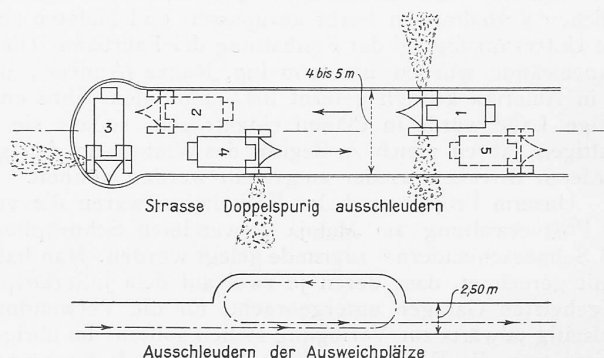 4 bis 5 m
1
2
3
4
5
Strasse Doppelspurig ausschleudern
2,50 m
Ausschleudern der Ausweichplätze